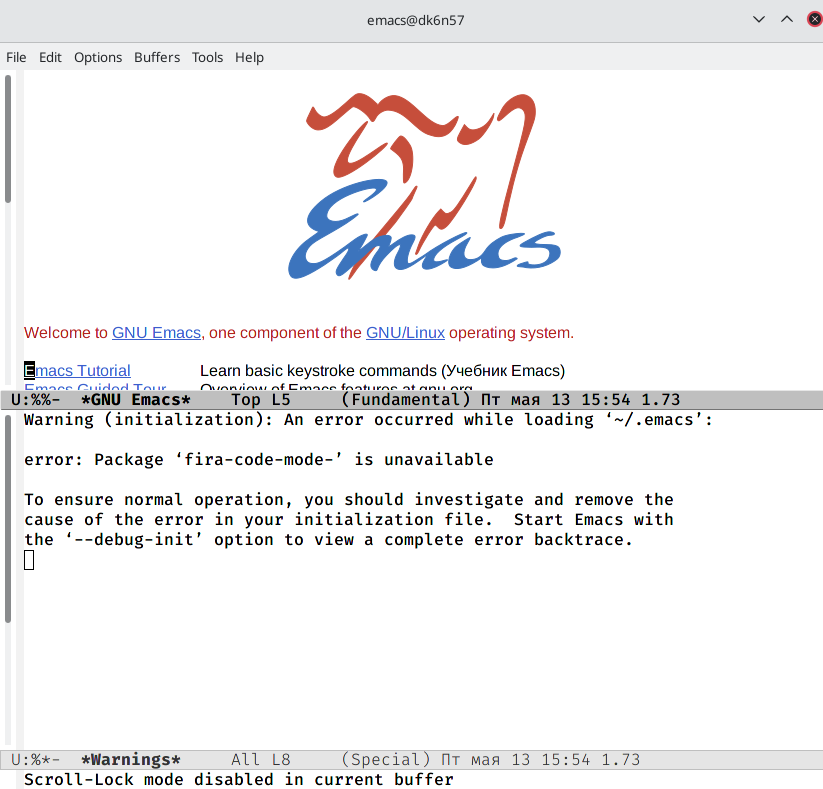 emacs@dk6n57
File Edit Options Buffers Tools Help
Emacs
Welcome to GNU Emacs, one component of the GNU/Linux operating system.
Emacs Tutorial Learn basic keystroke commands (Учебник Emacs)
Emacs Guided Tour Overview of Emacs features at gnu.org
U:%%- *GNU Emacs* Top L5 (Fundamental) Пт мая 13 15:54 1.73
Warning (initialization): An error occurred while loading ‘~/.emacs’:
error: Package ‘fira-code-mode-’ is unavailable
To ensure normal operation, you should investigate and remove the
cause of the error in your initialization file. Start Emacs with
the ‘--debug-init’ option to view a complete error backtrace.
U:%*- *Warnings* All L8 (Special) Пт мая 13 15:54 1.73
Scroll-Lock mode disabled in current buffer